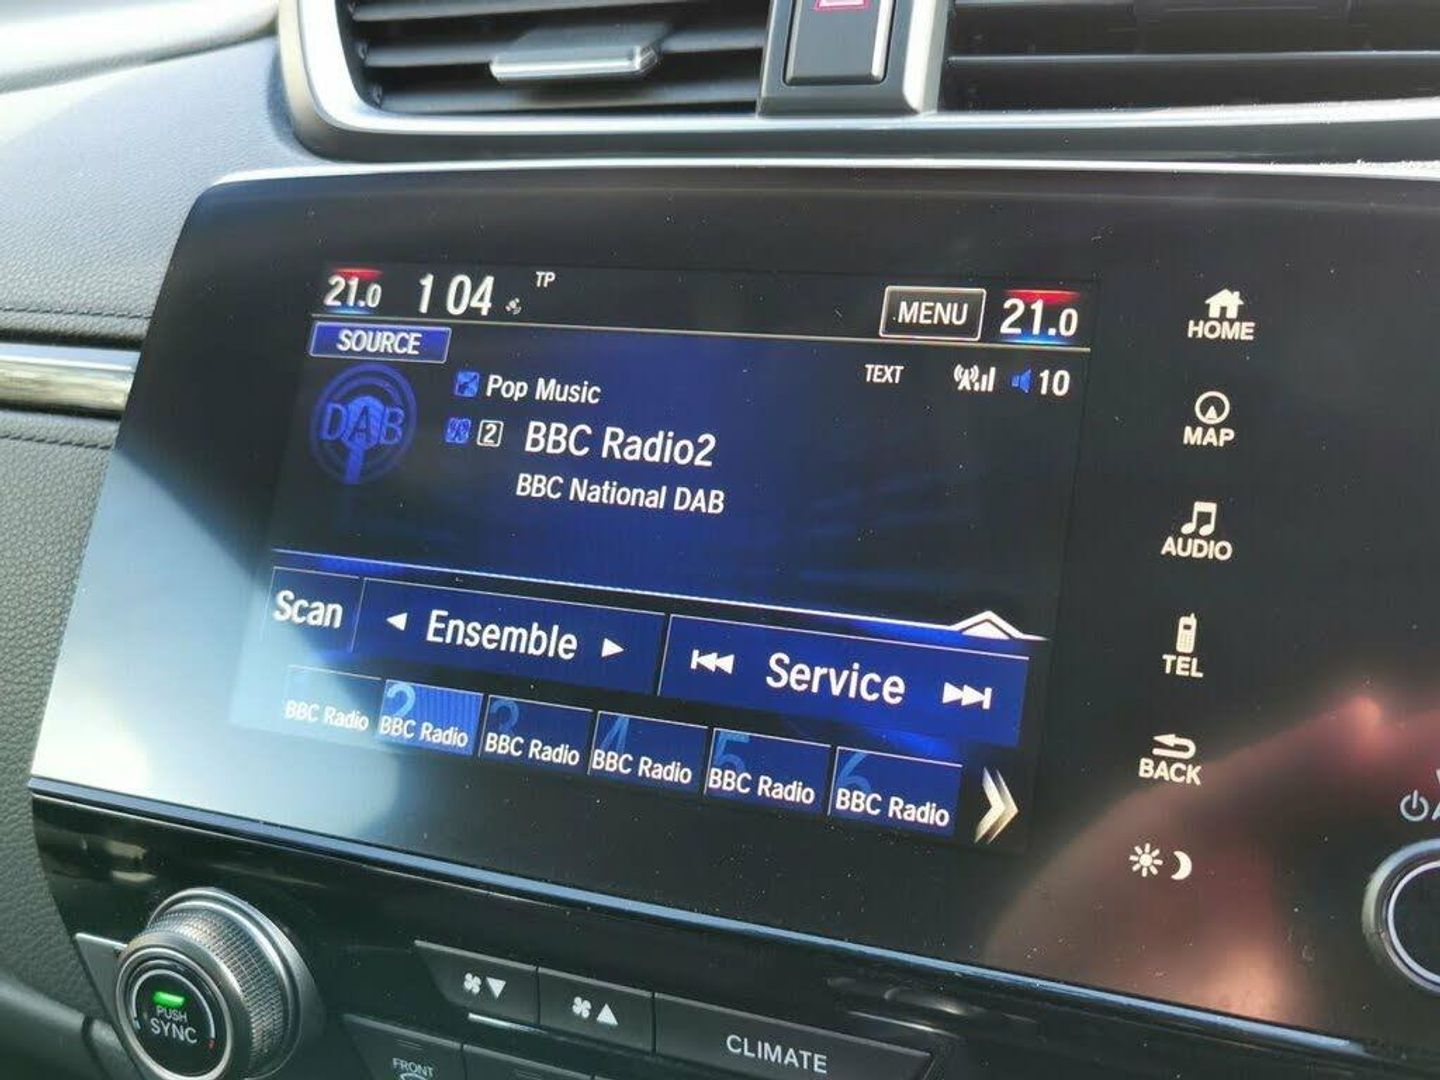 21.0 1 04 TP MENU 21.0 HOME
SOURCE
TEXT 10
DAB Pop Music
2 BBC Radio2
BBC National DAB
MAP
AUDIO
Scan Ensemble Service
TEL
2 3 4 5 6
BBC Radio BBC Radio BBC Radio BBC Radio BBC Radio BBC Radio
BACK
PUSH
SYNC
FRONT
CLIMATE